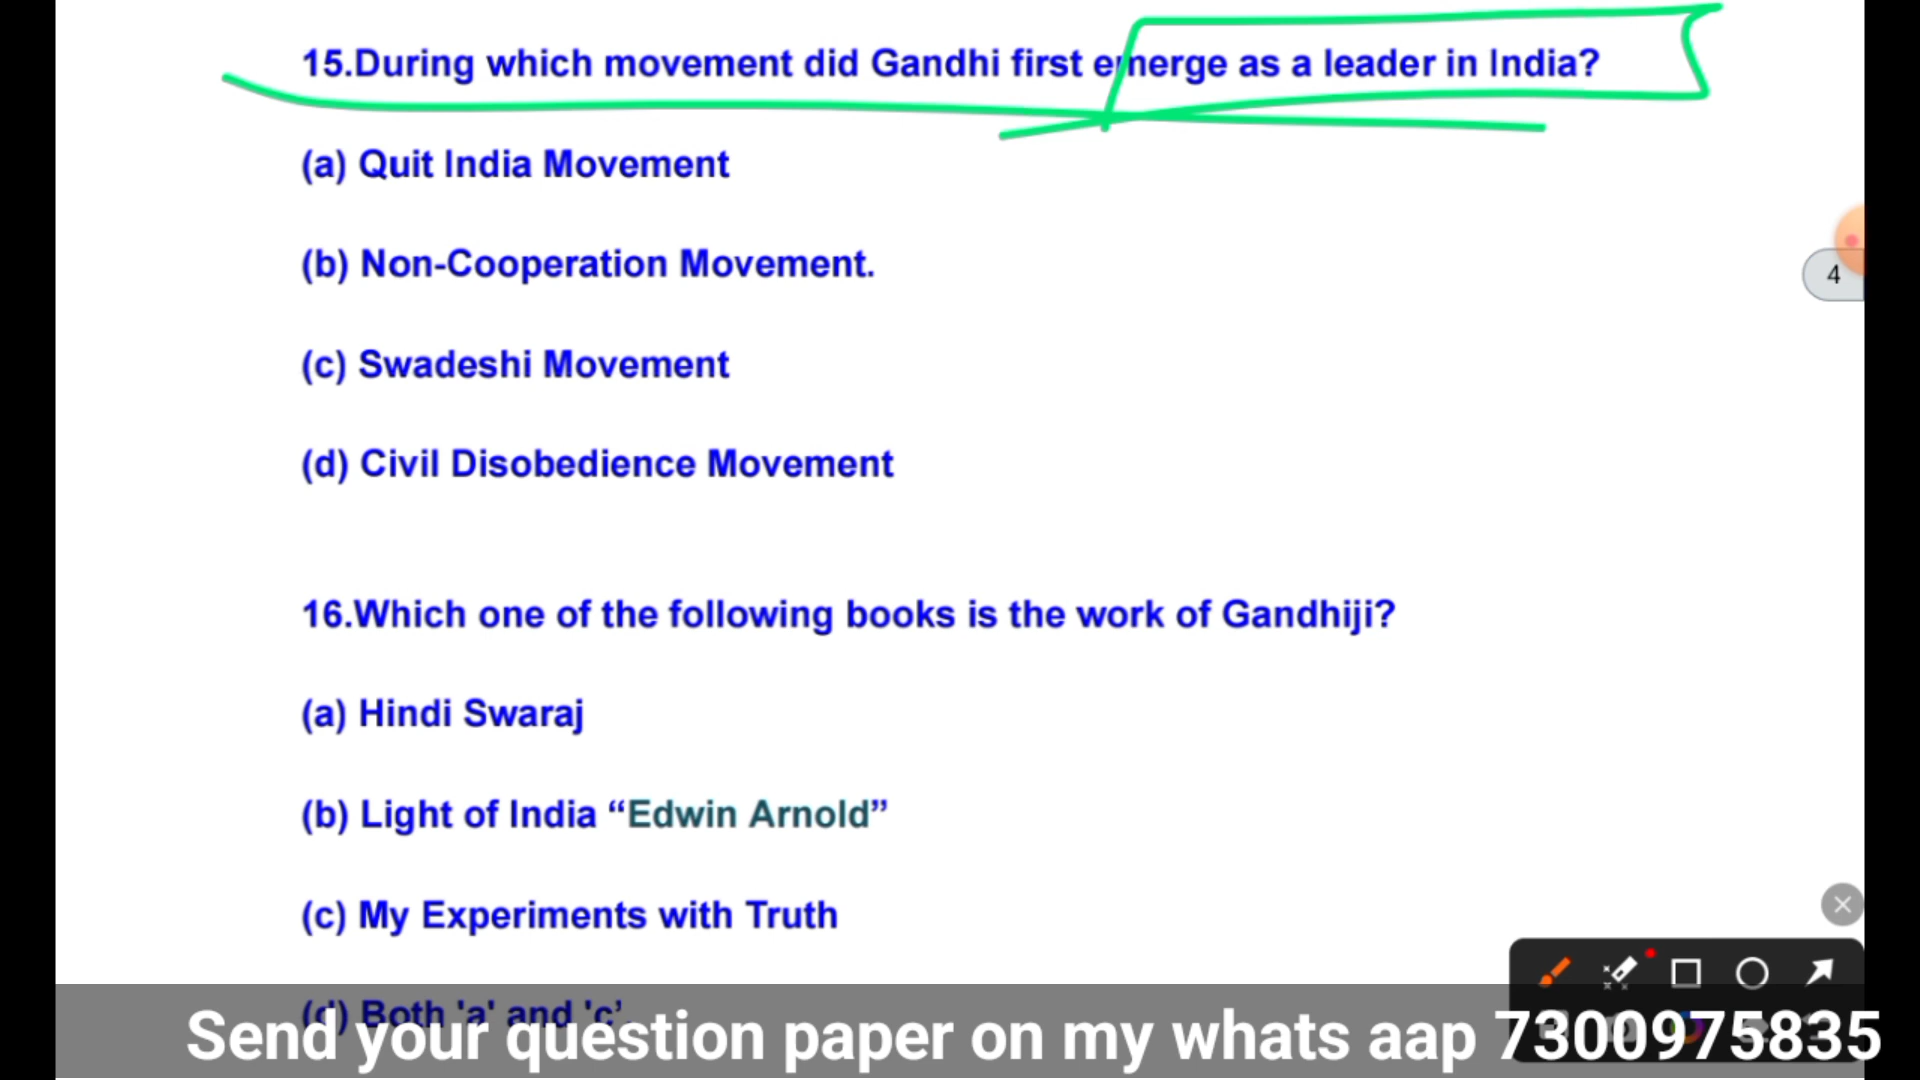 15.During which movement did Gandhi first emerge as a leader in India?
(a) Quit India Movement
(b) Non-Cooperation Movement.
4
(c) Swadeshi Movement
(d) Civil Disobedience Movement
16.Which one of the following books is the work of Gandhiji?
(a) Hindi Swaraj
(b) Light of India “Edwin Arnold”
(c) My Experiments with Truth
(d) Both 'a' and 'c’.
Send your question paper on my whats aap 7300975835